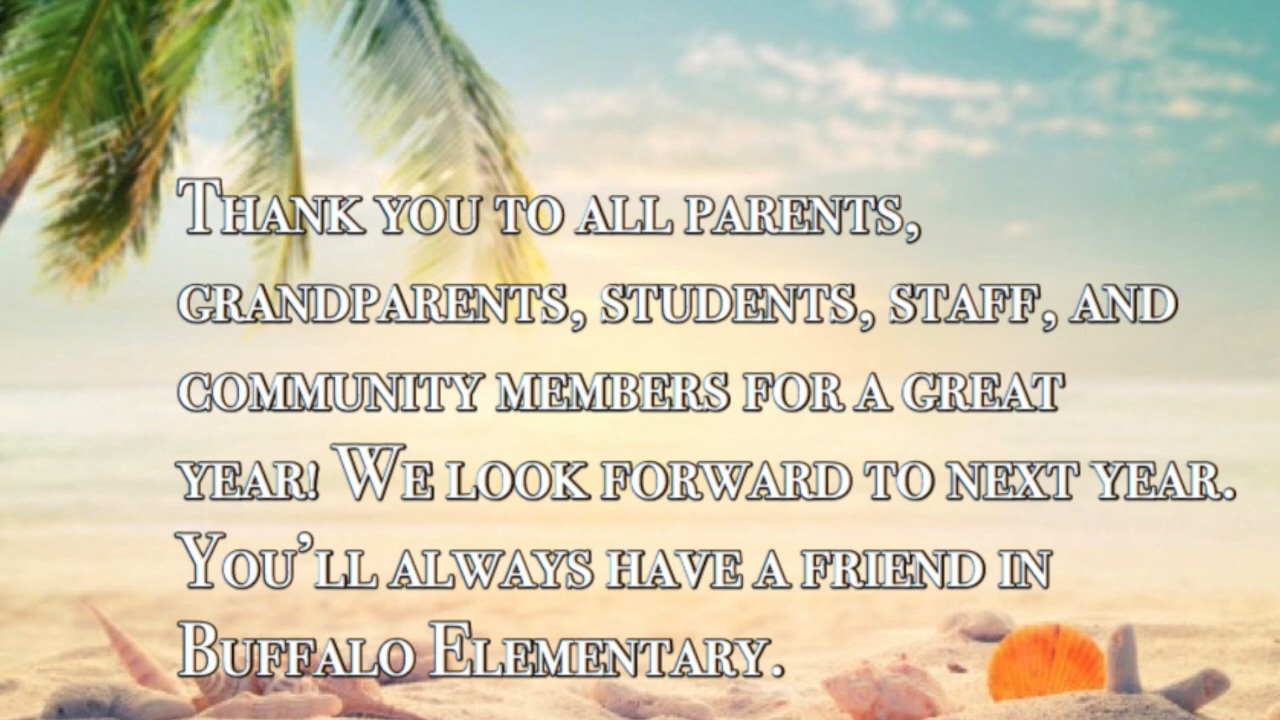 Thank you to all parents,
grandparents, students, staff, and
community members for a great
year! We look forward to next year.
You'll always have a friend in
Buffalo Elementary.